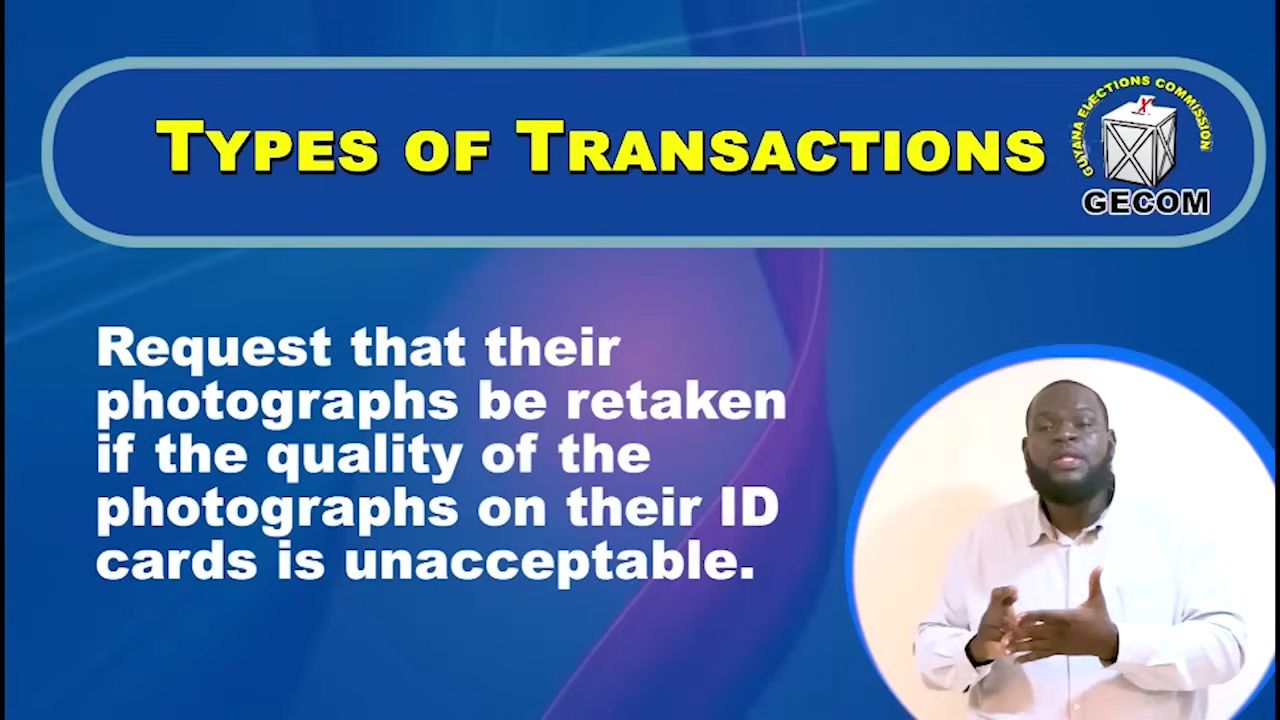 TYPES OF TRANSACTIONS
GUYANA ELECTIONS COMMISSION
X
GECOM
Request that their
photographs be retaken
if the quality of the
photographs on their ID
cards is unacceptable.